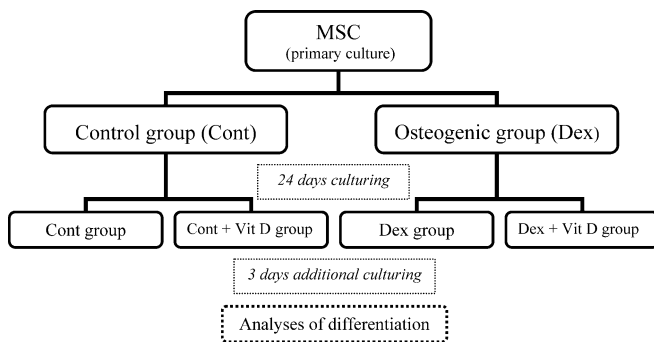 MSC
(primary culture)
Control group (Cont)
Osteogenic group (Dex)
24 days culturing
Cont group
Cont + Vit D group
Dex group
Dex + Vit D group
3 days additional culturing
Analyses of differentiation